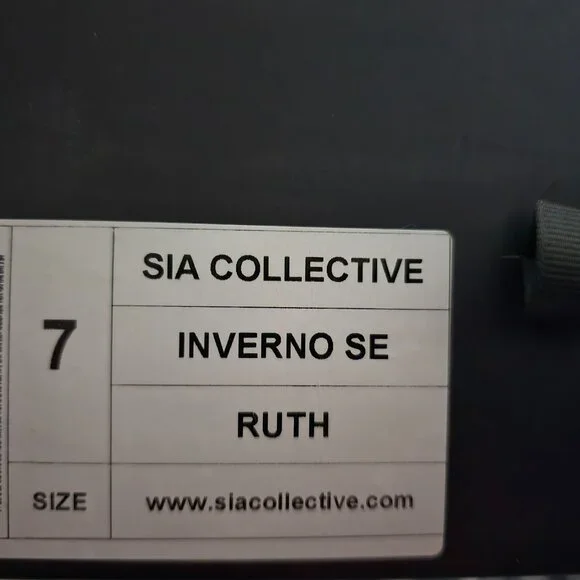 SIA COLLECTIVE
7
INVERNO SE
RUTH
SIZE
www.siacollective.com